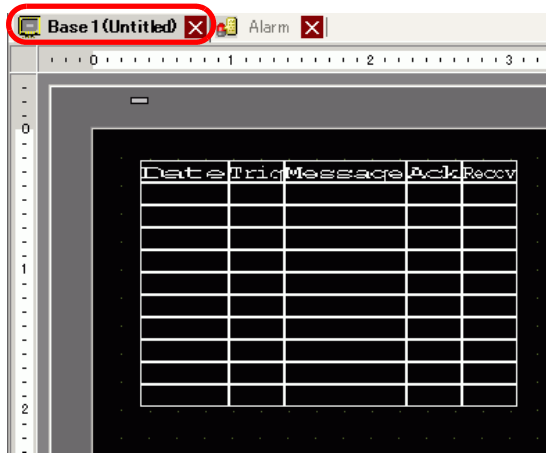 Base 1(Untitled) Alarm
0 1 2 3
Date Trig Message Ack Recov
0
1
2